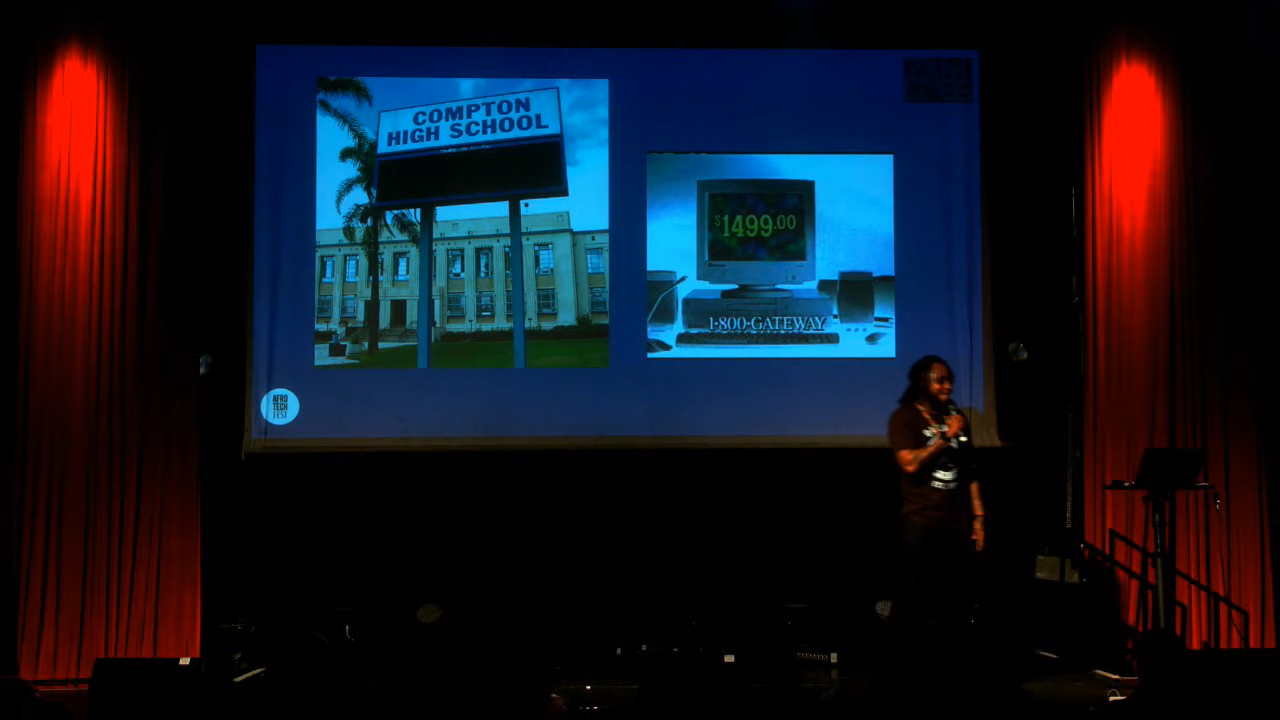 COMPTON
HIGH SCHOOL
$1499.00
1-800-GATEWAY
AFRO
TECH
FEST